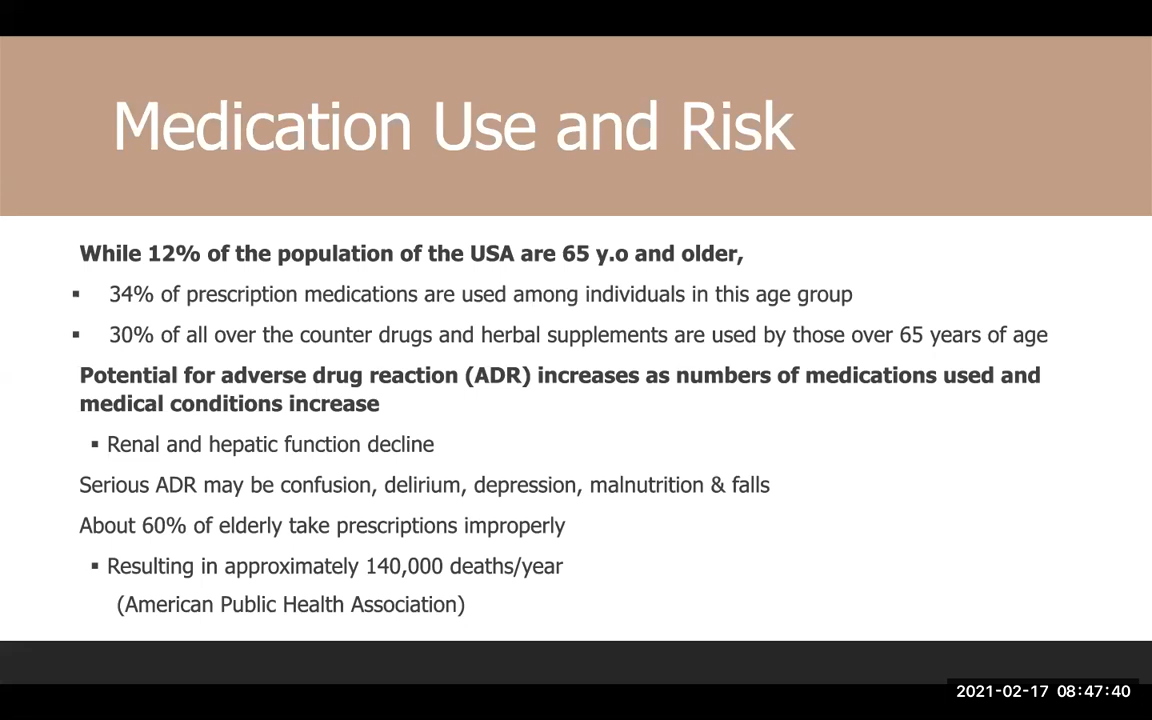 Medication Use and Risk
While 12% of the population of the USA are 65 y.o and older,
▪ 34% of prescription medications are used among individuals in this age group
▪ 30% of all over the counter drugs and herbal supplements are used by those over 65 years of age
Potential for adverse drug reaction (ADR) increases as numbers of medications used and
medical conditions increase
▪ Renal and hepatic function decline
Serious ADR may be confusion, delirium, depression, malnutrition & falls
About 60% of elderly take prescriptions improperly
▪ Resulting in approximately 140,000 deaths/year
(American Public Health Association)
2021-02-17 08:47:40